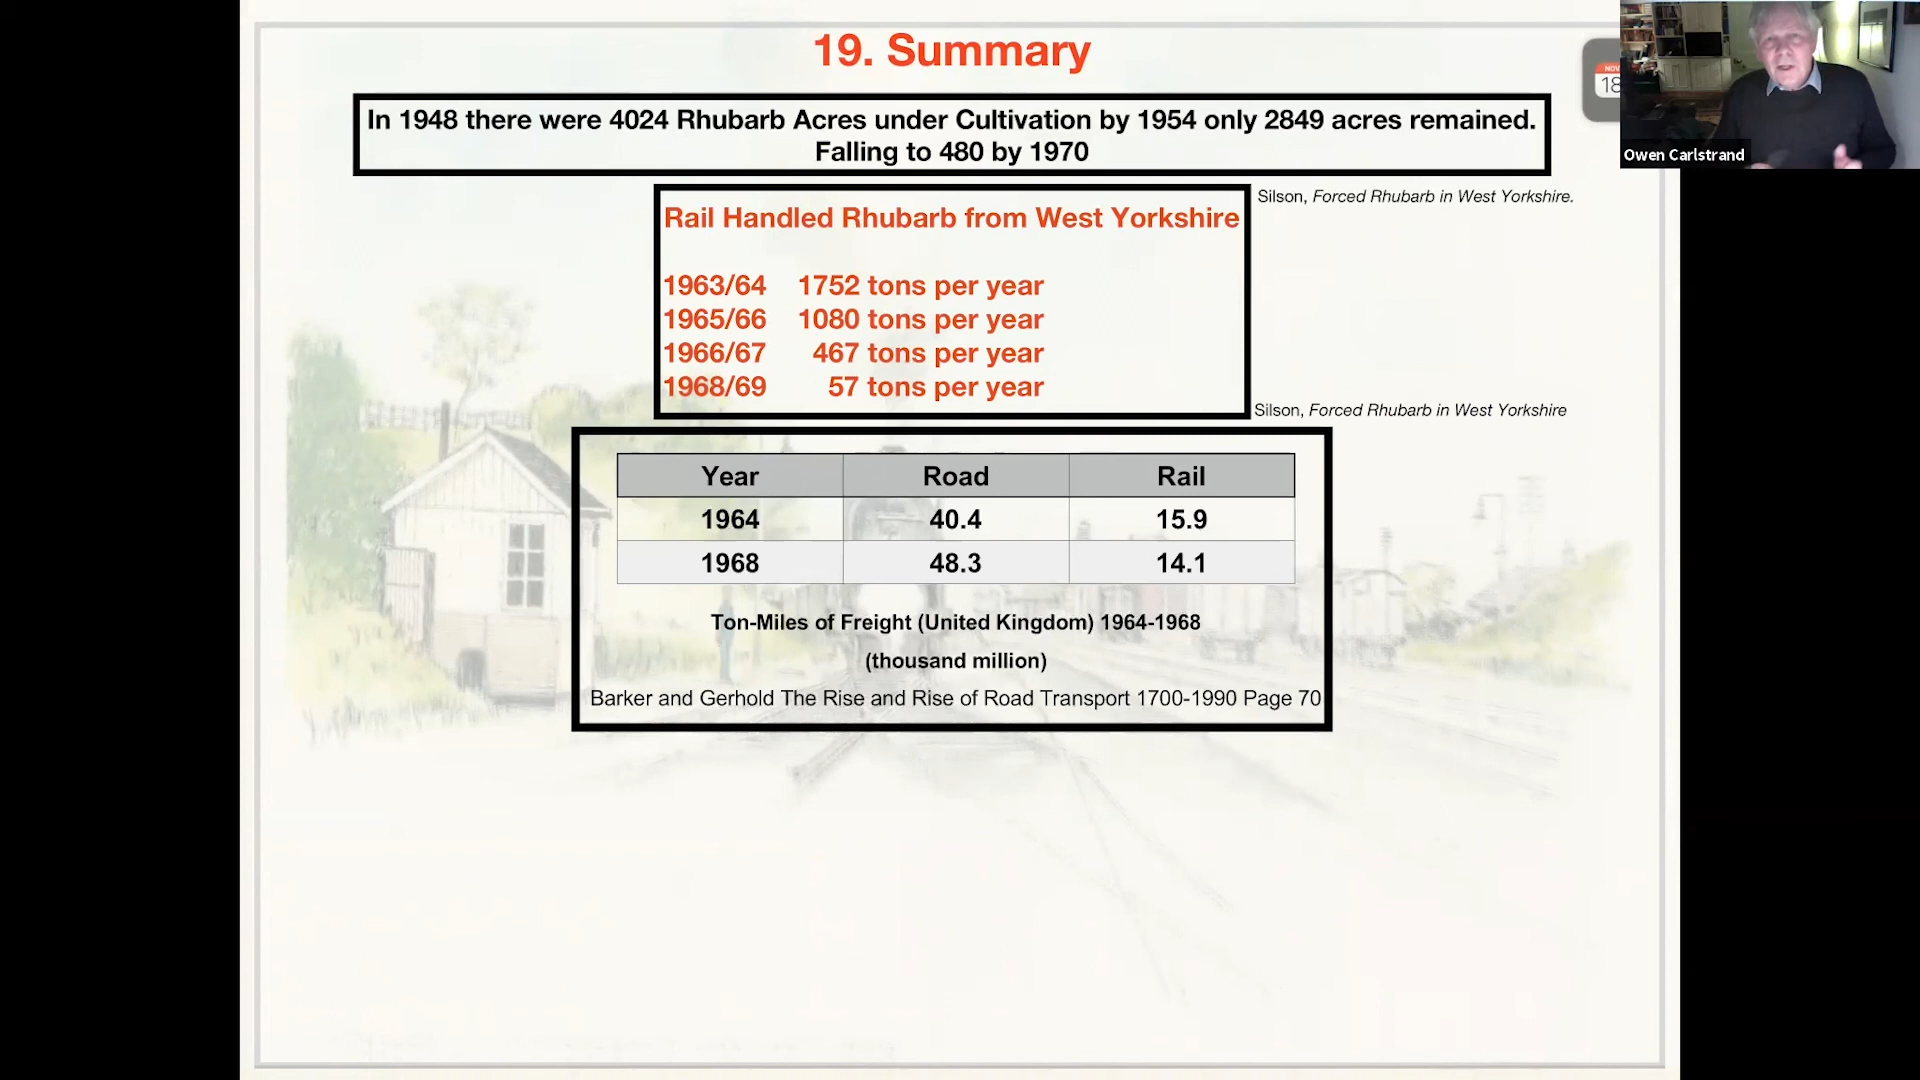 19. Summary
In 1948 there were 4024 Rhubarb Acres under Cultivation by 1954 only 2849 acres remained.
Falling to 480 by 1970
NOV
18
Owen Carlstrand
Silson, Forced Rhubarb in West Yorkshire.
Rail Handled Rhubarb from West Yorkshire
1963/64 1752 tons per year
1965/66 1080 tons per year
1966/67 467 tons per year
1968/69 57 tons per year
Silson, Forced Rhubarb in West Yorkshire
Year Road Rail
1964 40.4 15.9
1968 48.3 14.1
Ton-Miles of Freight (United Kingdom) 1964-1968
(thousand million)
Barker and Gerhold The Rise and Rise of Road Transport 1700-1990 Page 70